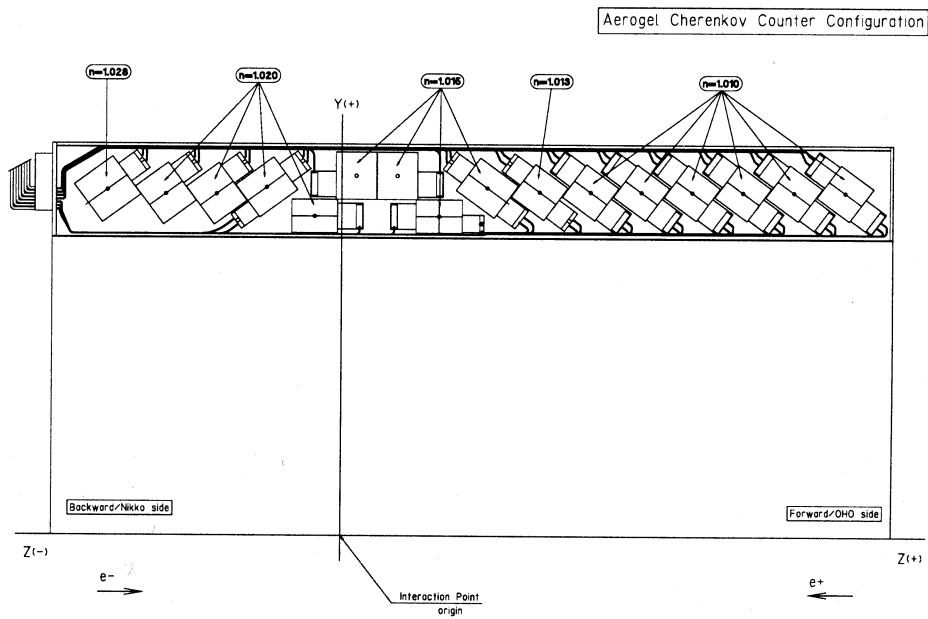 Aerogel Cherenkov Counter Configuration
n=1.028
n=1.020
n=1.015
n=1.013
n=1.010
Y(+)
Backward/Nikko side
Forward/OHO side
Z(-)
Z(+)
e-
e+
Interaction Point
origin